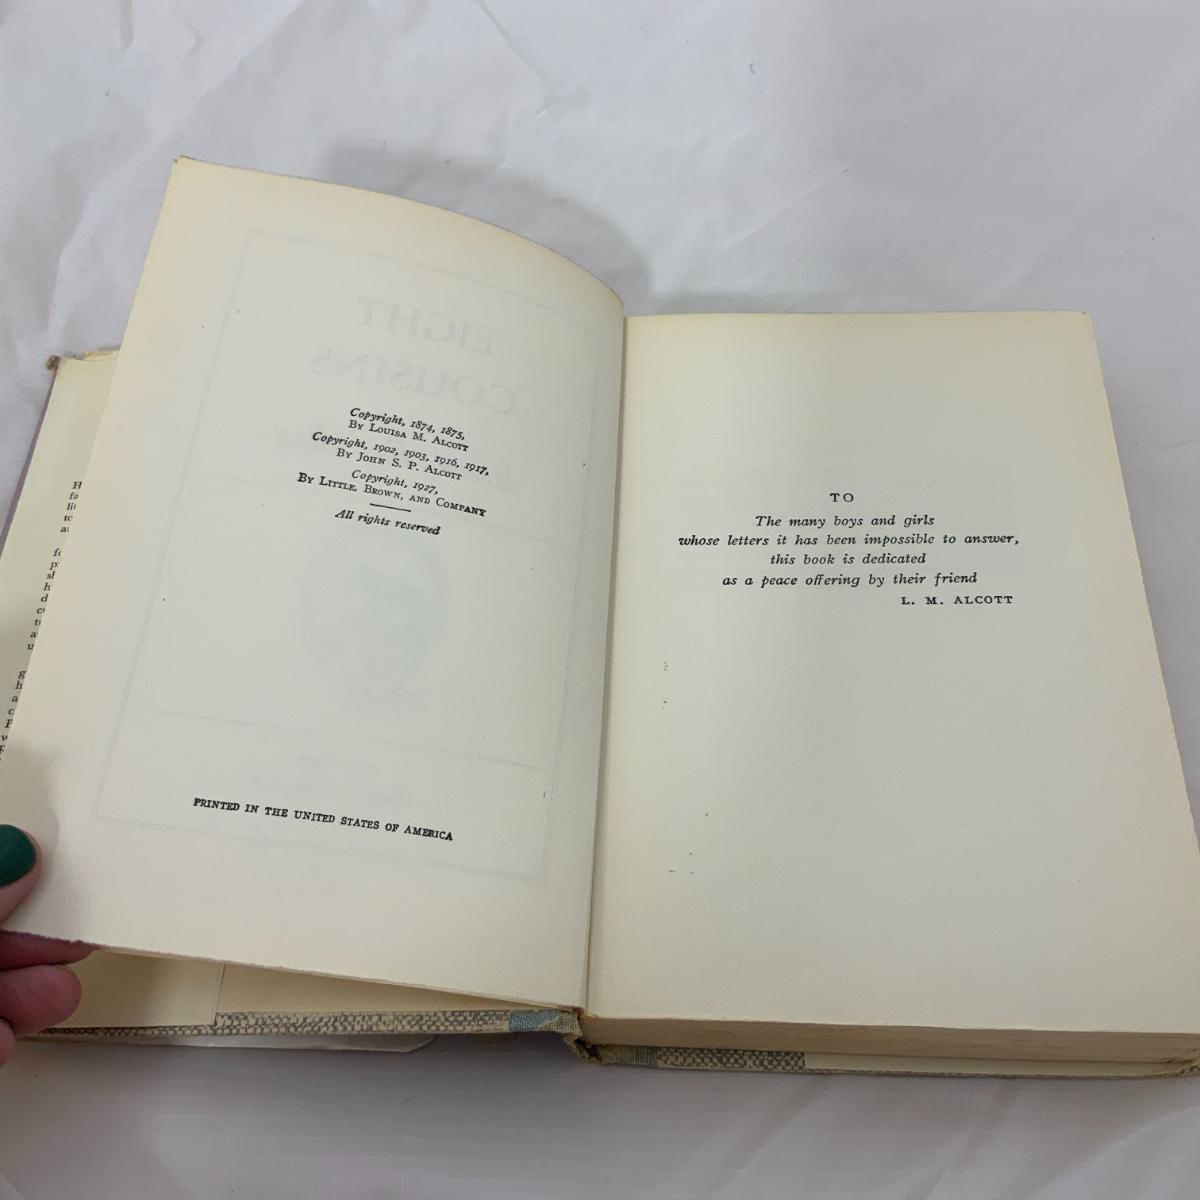 EIGHT
COUSINS
Copyright, 1874, 1875,
BY LOUISA M. ALCOTT
Copyright, 1902, 1903, 1916, 1917,
BY JOHN S. P. ALCOTT
Copyright, 1927,
BY LITTLE, BROWN, AND COMPANY
All rights reserved
PRINTED IN THE UNITED STATES OF AMERICA
TO
The many boys and girls
whose letters it has been impossible to answer,
this book is dedicated
as a peace offering by their friend
L. M. ALCOTT